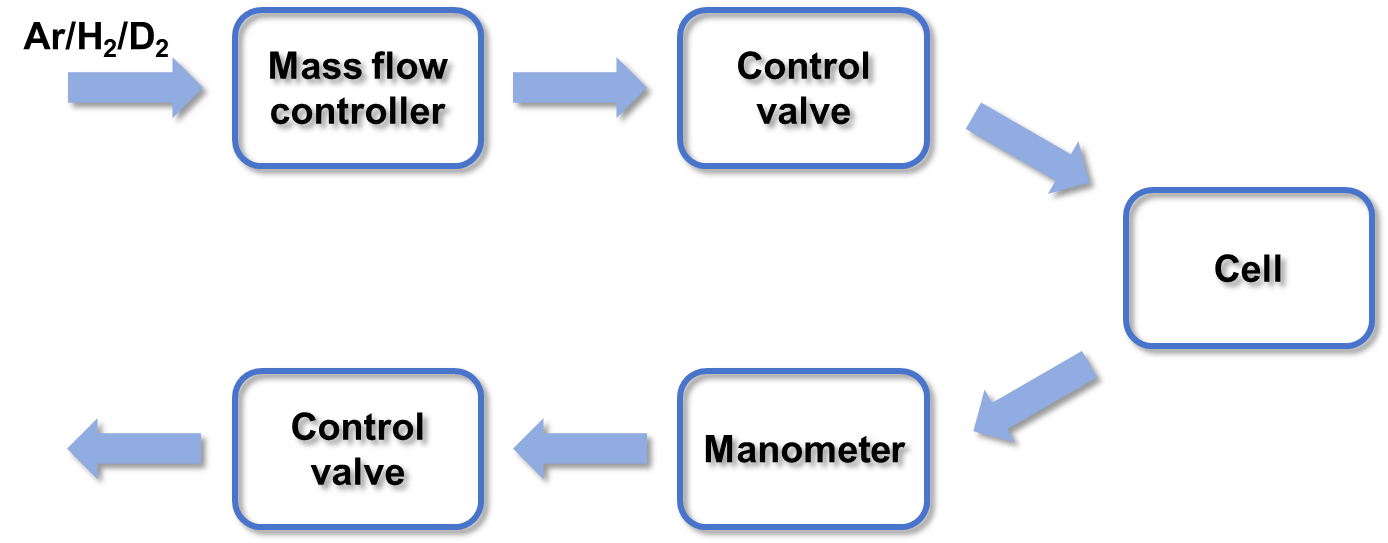 Ar/H₂/D₂
Mass flow
controller
Control
valve
Cell
Manometer
Control
valve